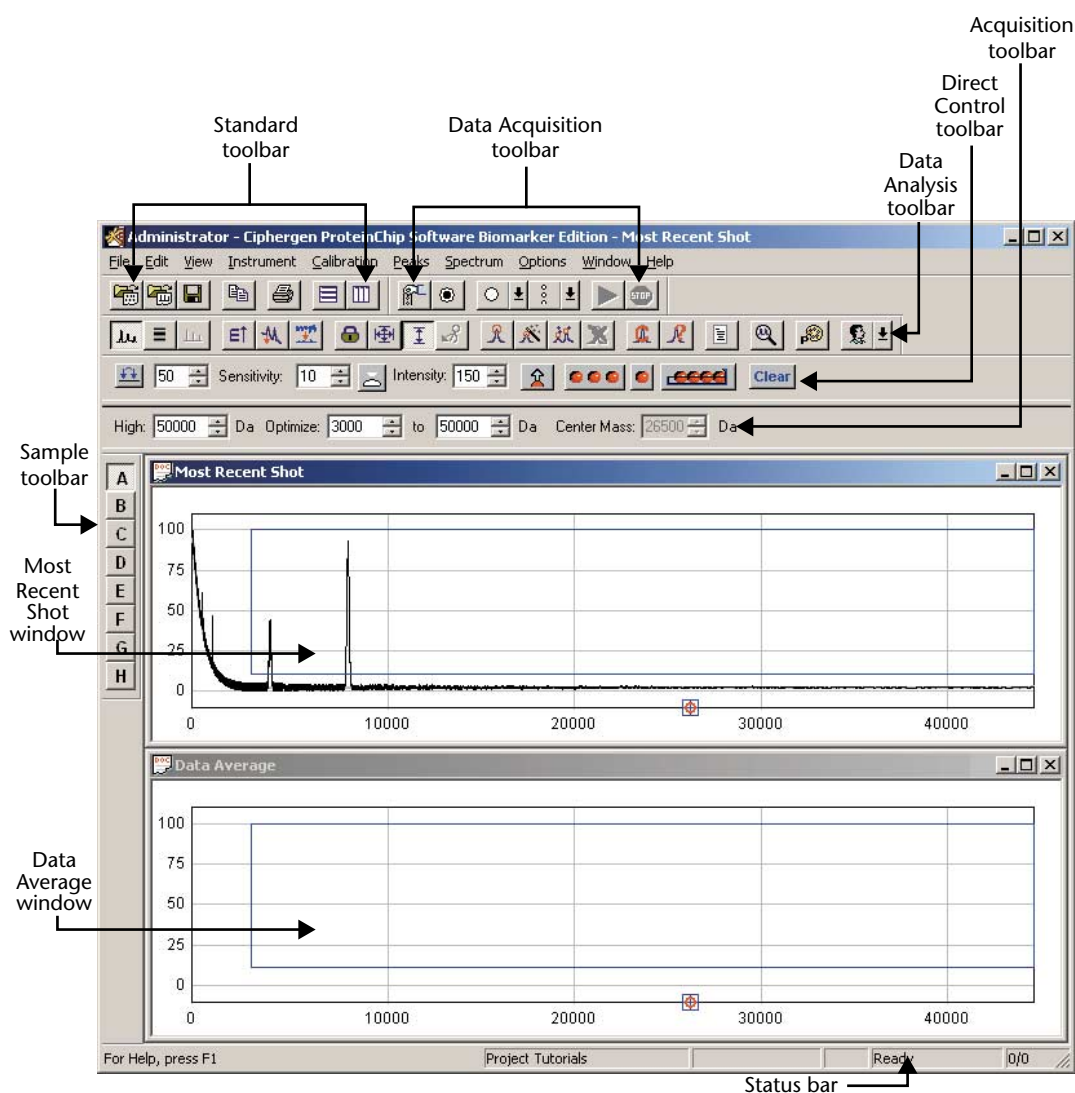 Acquisition
toolbar
Direct
Control
toolbar
Standard
toolbar
Data Acquisition
toolbar
Data
Analysis
toolbar
Administrator - Ciphergen ProteinChip Software Biomarker Edition - Most Recent Shot
File Edit View Instrument Calibration Peaks Spectrum Options Window Help
STOP
50 Sensitivity: 10 Intensity: 150 Clear
High: 50000 Da Optimize: 3000 to 50000 Da Center Mass: 26500 Da
Sample
toolbar
A
B
C
D
E
F
G
H
Most Recent Shot
100
75
50
25
0
0 10000 20000 30000 40000
Most
Recent
Shot
window
Data Average
100
75
50
25
0
0 10000 20000 30000 40000
Data
Average
window
For Help, press F1 Project Tutorials Ready 0/0
Status bar